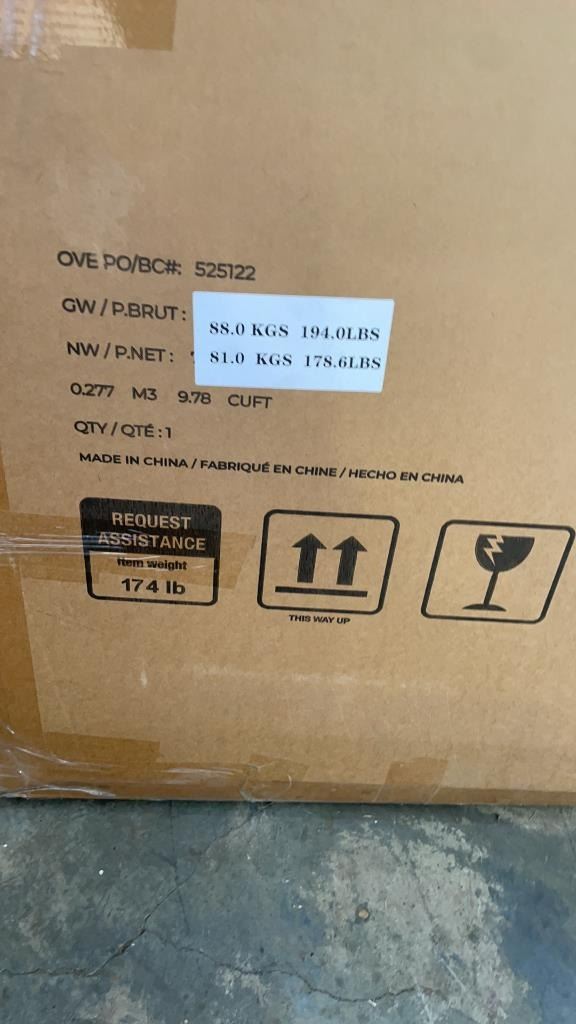 OVE PO/BC#: 525122
GW / P.BRUT : 88.0 KGS 194.0LBS
NW / P.NET : 81.0 KGS 178.6LBS
0.277 M3 9.78 CUFT
QTY / QTÉ : 1
MADE IN CHINA / FABRIQUÉ EN CHINE / HECHO EN CHINA
REQUEST
ASSISTANCE
Item weight
174 lb
THIS WAY UP